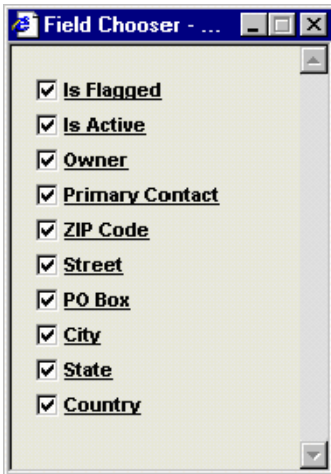 Field Chooser - ...
Is Flagged
Is Active
Owner
Primary Contact
ZIP Code
Street
PO Box
City
State
Country